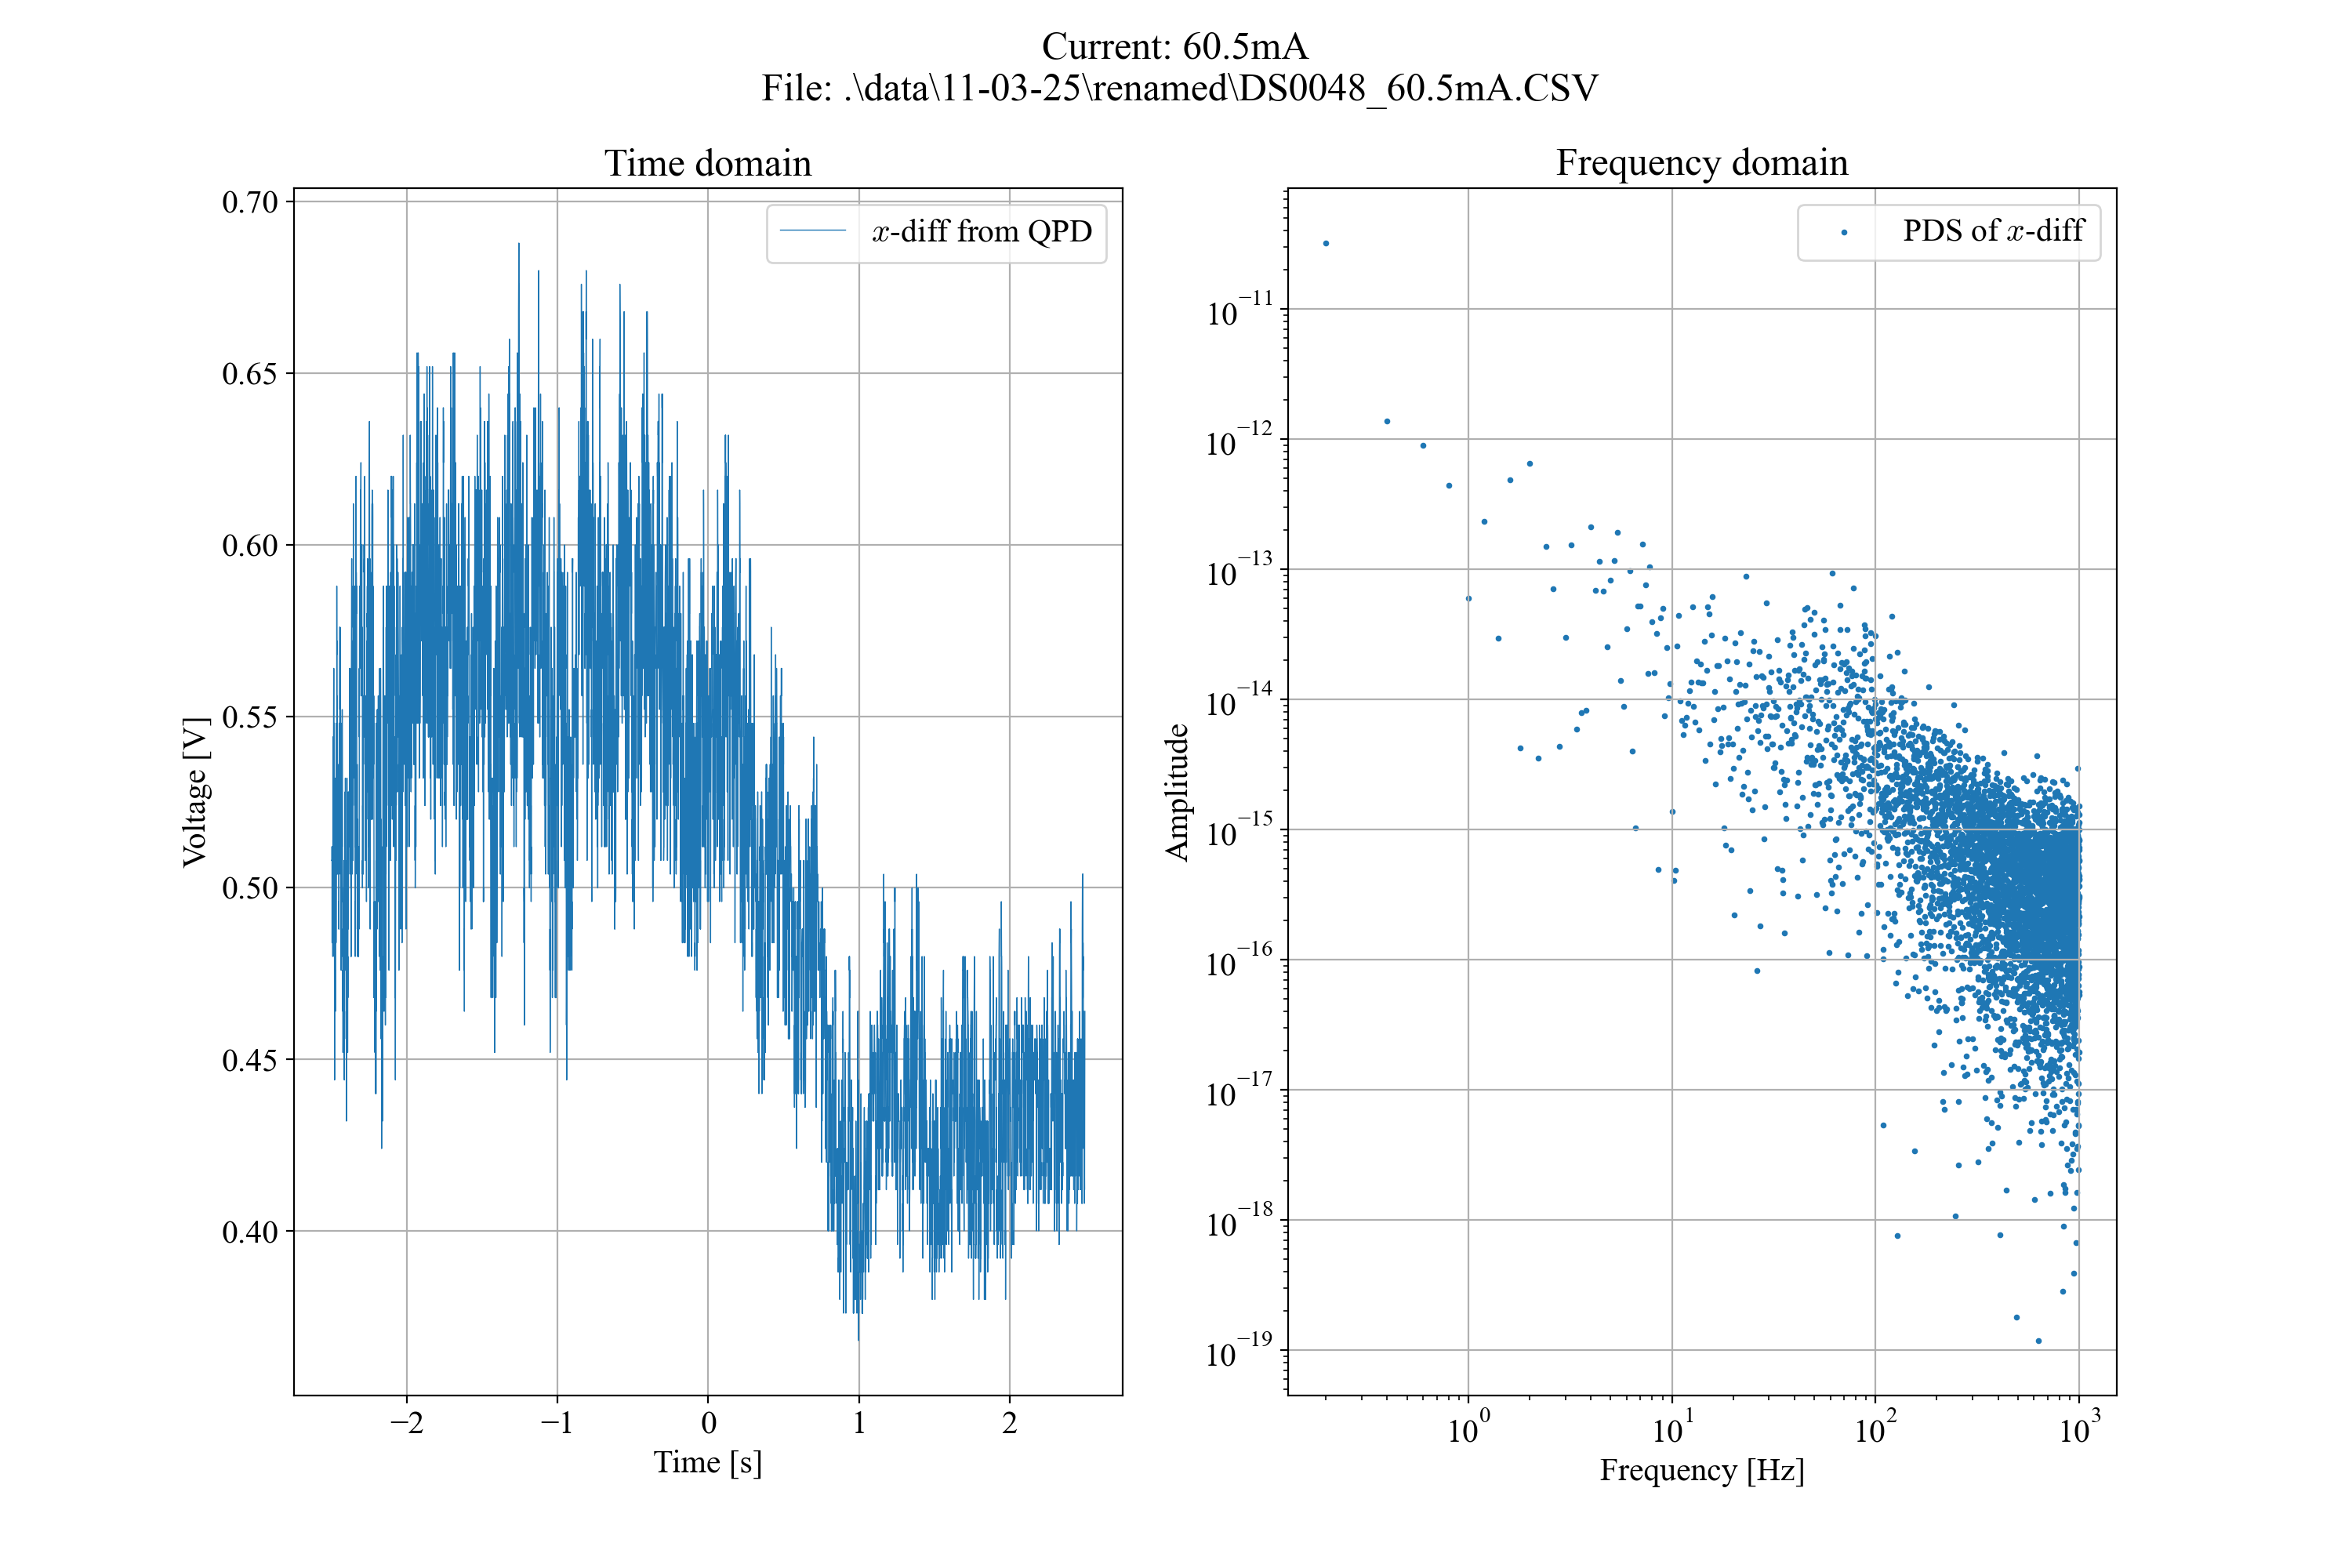 Current: 60.5mA
File: .\data\11-03-25\renamed\DS0048_60.5mA.CSV
Time domain
x-diff from QPD
0.70
0.65
0.60
0.55
0.50
0.45
0.40
Voltage [V]
−2 −1 0 1 2
Time [s]
Frequency domain
PDS of x-diff
10^−11
10^−12
10^−13
10^−14
10^−15
10^−16
10^−17
10^−18
10^−19
Amplitude
10^0 10^1 10^2 10^3
Frequency [Hz]